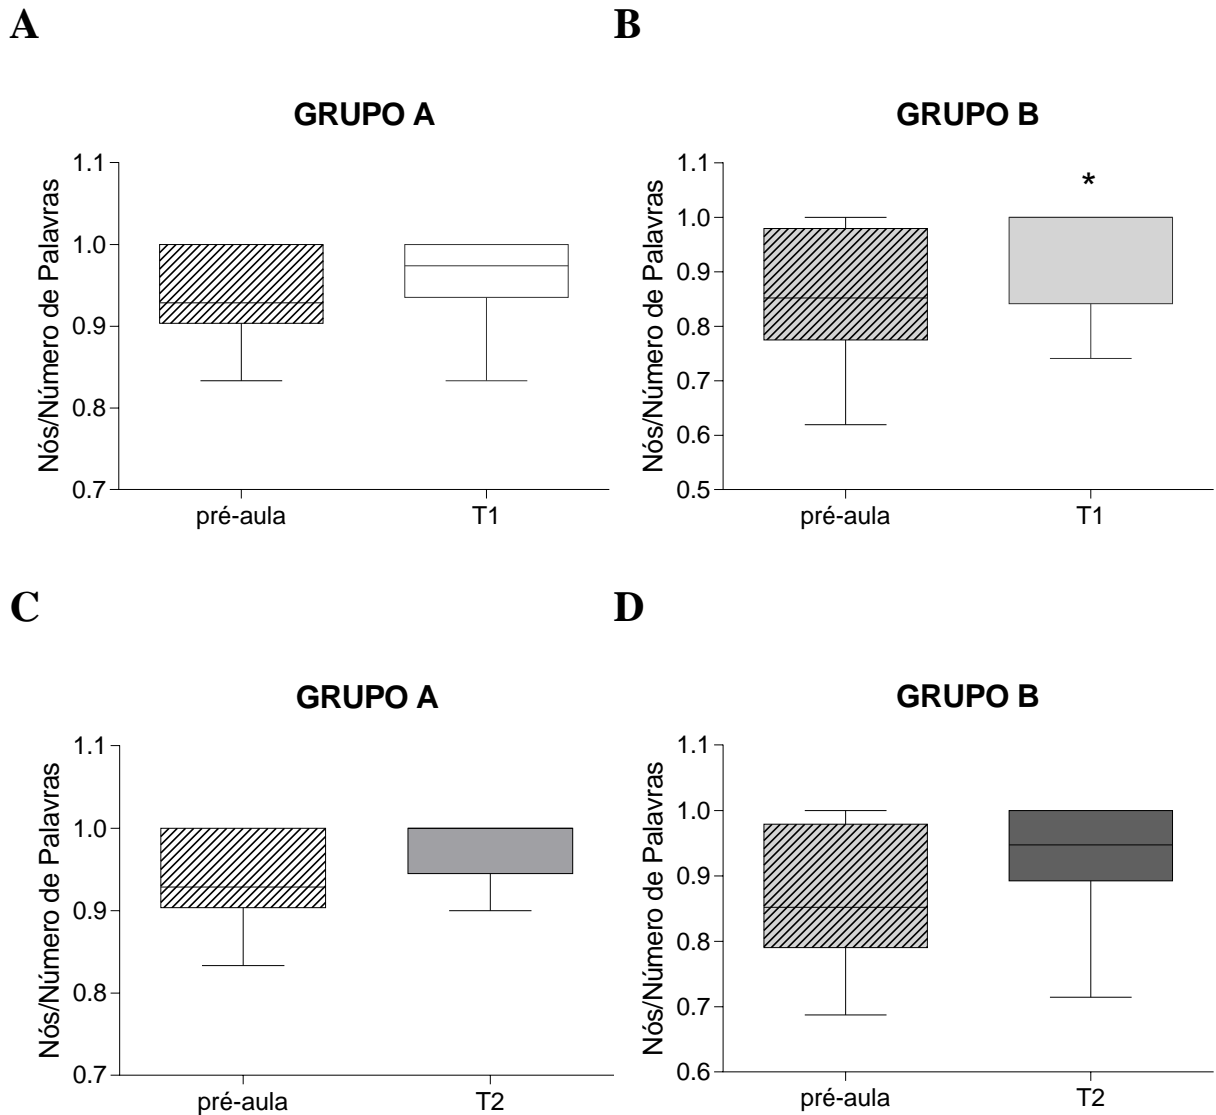 A
GRUPO A
Nós/Número de Palavras
1.1
1.0
0.9
0.8
0.7
pré-aula T1
B
GRUPO B
Nós/Número de Palavras
1.1
1.0
0.9
0.8
0.7
0.6
0.5
*
pré-aula T1
C
GRUPO A
Nós/Número de Palavras
1.1
1.0
0.9
0.8
0.7
pré-aula T2
D
GRUPO B
Nós/Número de Palavras
1.1
1.0
0.9
0.8
0.7
0.6
pré-aula T2